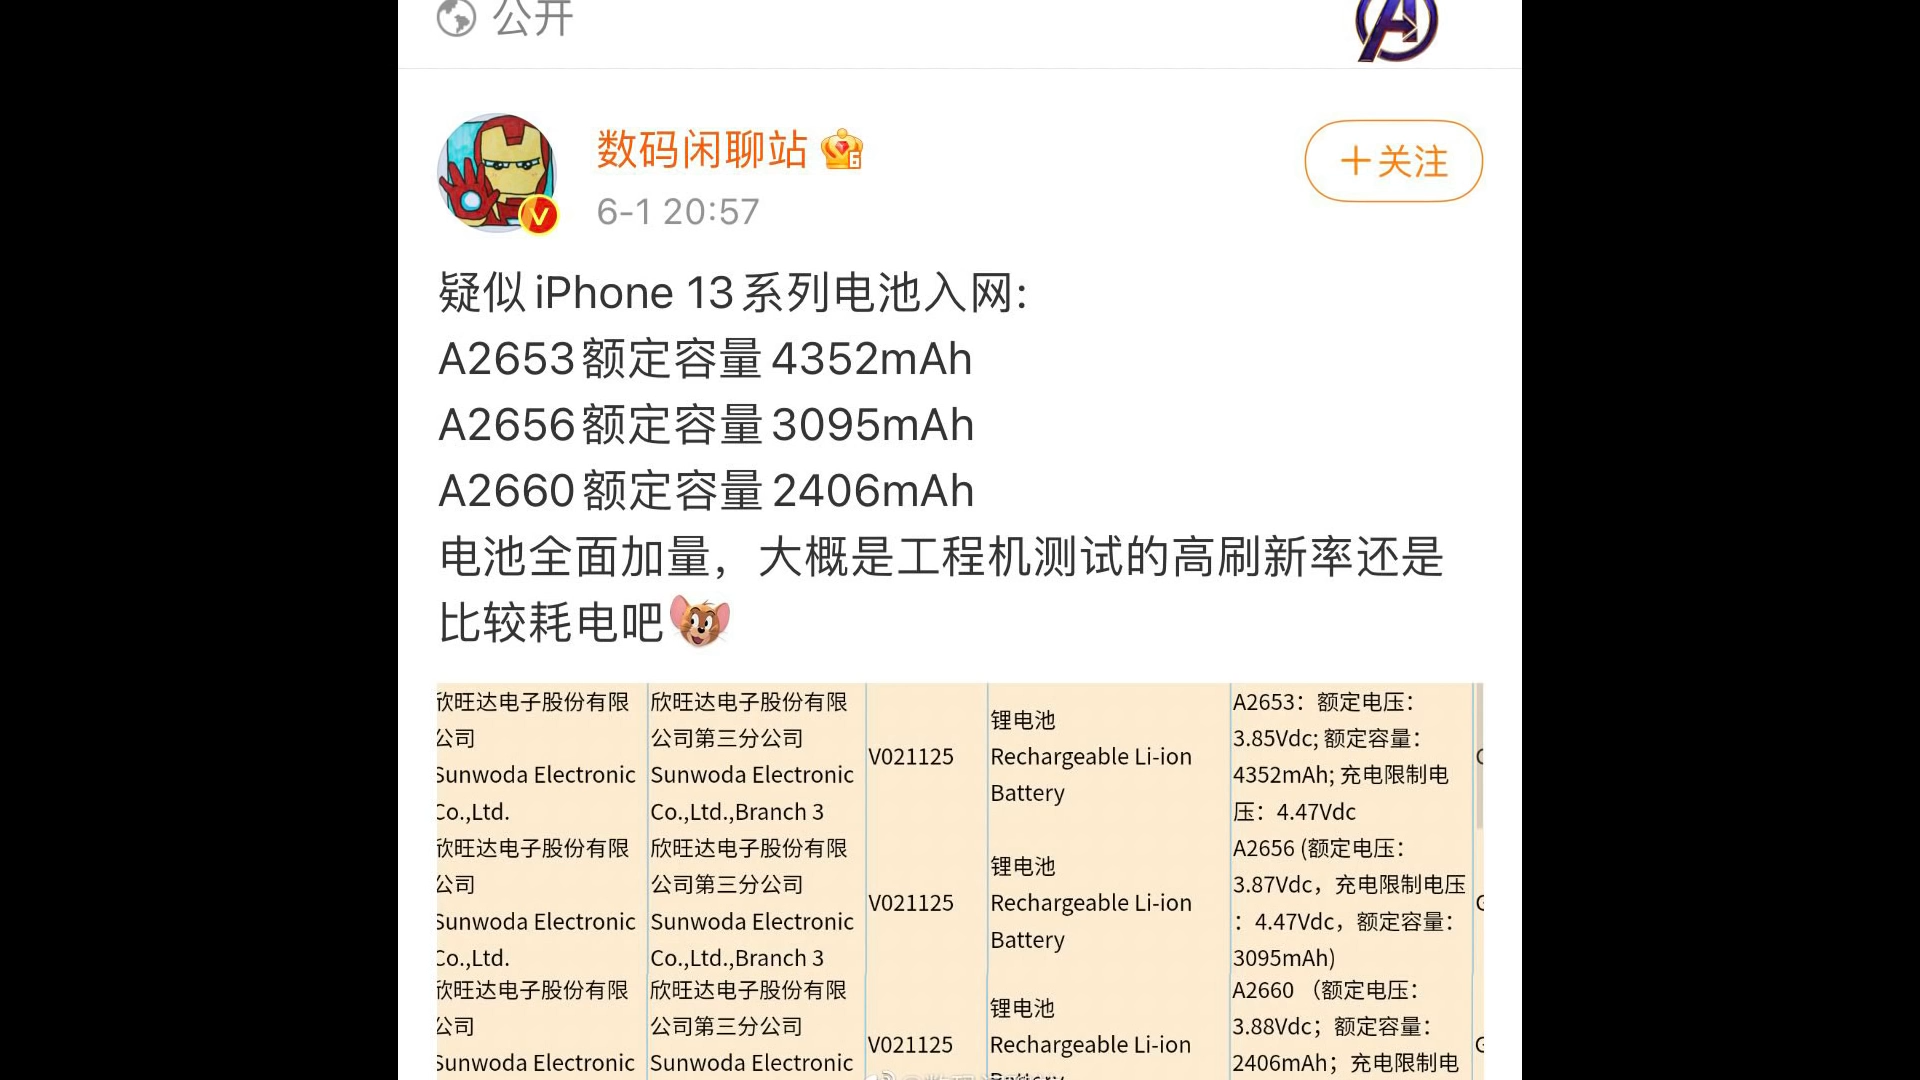 公开
数码闲聊站
6-1 20:57
+关注
疑似iPhone 13系列电池入网:
A2653额定容量4352mAh
A2656额定容量3095mAh
A2660额定容量2406mAh
电池全面加量，大概是工程机测试的高刷新率还是
比较耗电吧
欣旺达电子股份有限
公司
Sunwoda Electronic
Co.,Ltd.
欣旺达电子股份有限
公司第三分公司
Sunwoda Electronic
Co.,Ltd.,Branch 3
V021125
锂电池
Rechargeable Li-ion
Battery
A2653：额定电压：
3.85Vdc; 额定容量：
4352mAh; 充电限制电
压：4.47Vdc
欣旺达电子股份有限
公司
Sunwoda Electronic
Co.,Ltd.
欣旺达电子股份有限
公司第三分公司
Sunwoda Electronic
Co.,Ltd.,Branch 3
V021125
锂电池
Rechargeable Li-ion
Battery
A2656 (额定电压：
3.87Vdc，充电限制电压
：4.47Vdc，额定容量：
3095mAh)
欣旺达电子股份有限
公司
Sunwoda Electronic
欣旺达电子股份有限
公司第三分公司
Sunwoda Electronic
V021125
锂电池
Rechargeable Li-ion
Battery
A2660 （额定电压：
3.88Vdc；额定容量：
2406mAh；充电限制电